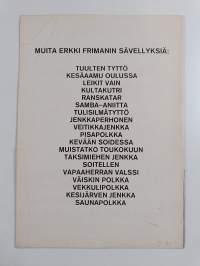 MUITA ERKKI FRIMANIN SÄVELLYKSIÄ:
TUULTEN TYTTÖ
KESÄAAMU OULUSSA
LEIKIT VAIN
KULTAKUTRI
RANSKATAR
SAMBA–ANIITTA
TULISILMÄTYTTÖ
JENKKAPERHONEN
VEITIKKAJENKKA
PISAPOLKKA
KEVÄÄN SOIDESSA
MUISTATKO TOUKOKUUN
TAKSIMIEHEN JENKKA
SOITELLEN
VAPAAHERRAN VALSSI
VÄISKIN POLKKA
VEKKULIPOLKKA
KESIJÄRVEN JENKKA
SAUNAPOLKKA